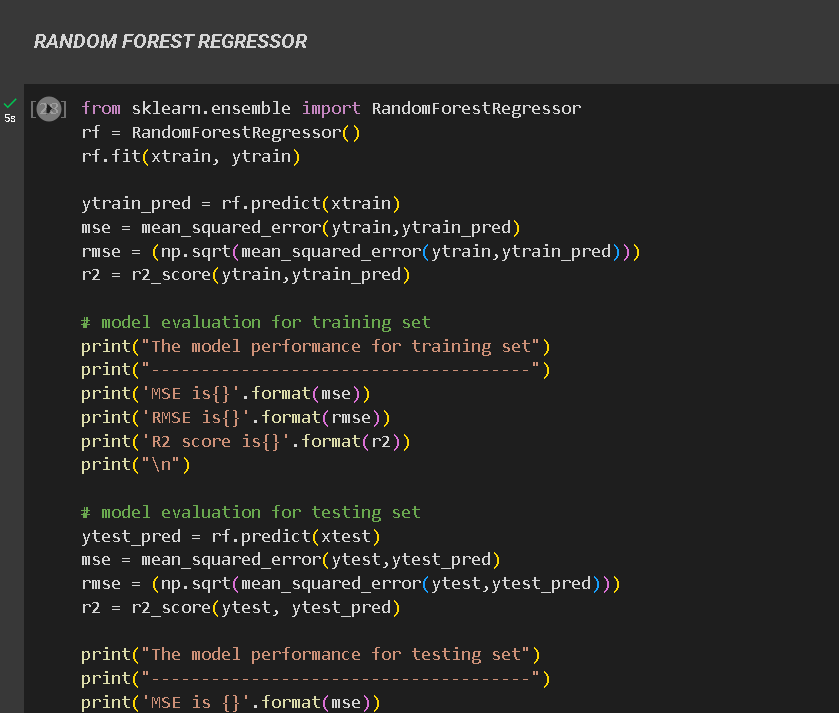 RANDOM FOREST REGRESSOR
5s
[23] from sklearn.ensemble import RandomForestRegressor
rf = RandomForestRegressor()
rf.fit(xtrain, ytrain)
ytrain_pred = rf.predict(xtrain)
mse = mean_squared_error(ytrain,ytrain_pred)
rmse = (np.sqrt(mean_squared_error(ytrain,ytrain_pred)))
r2 = r2_score(ytrain,ytrain_pred)
# model evaluation for training set
print("The model performance for training set")
print("--------------------------------------")
print('MSE is{}'.format(mse))
print('RMSE is{}'.format(rmse))
print('R2 score is{}'.format(r2))
print("\n")
# model evaluation for testing set
ytest_pred = rf.predict(xtest)
mse = mean_squared_error(ytest,ytest_pred)
rmse = (np.sqrt(mean_squared_error(ytest,ytest_pred)))
r2 = r2_score(ytest, ytest_pred)
print("The model performance for testing set")
print("--------------------------------------")
print('MSE is {}'.format(mse))